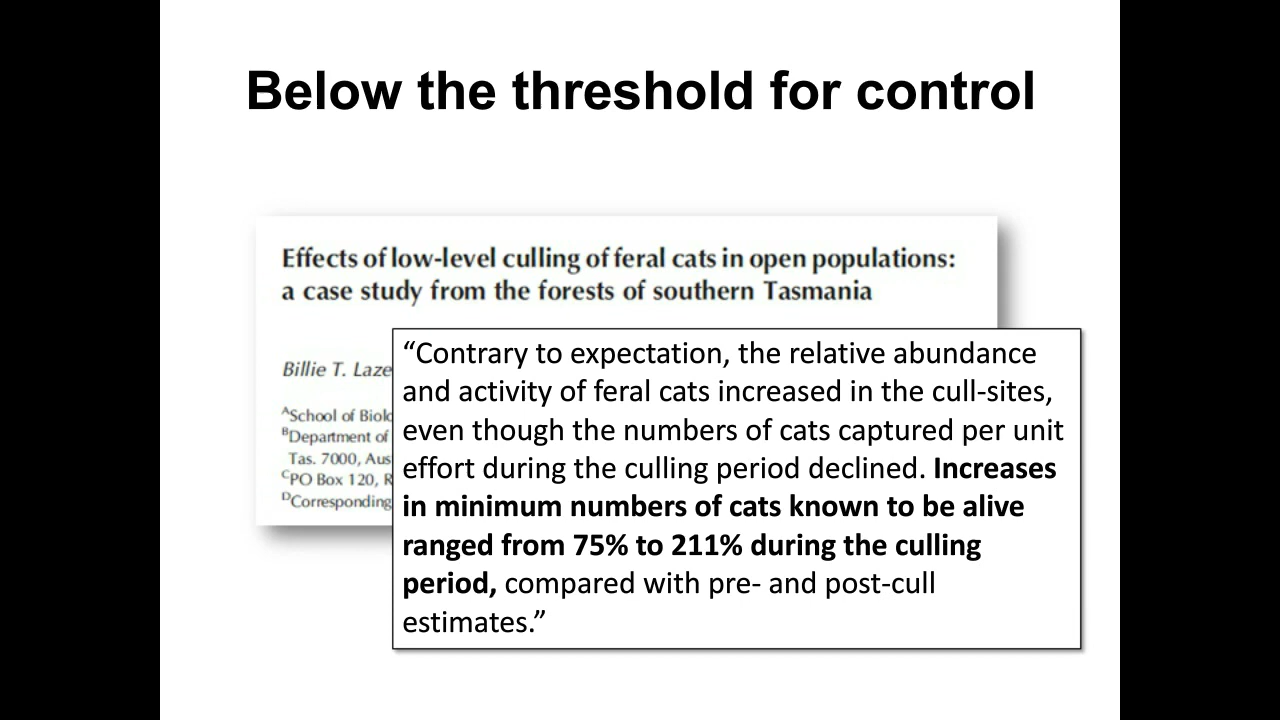 Below the threshold for control
Effects of low-level culling of feral cats in open populations:
a case study from the forests of southern Tasmania
Billie T.
ASchool of
BDepartment of
Tas. 7000,
CPO Box 120,
DCorresponding
“Contrary to expectation, the relative abundance
and activity of feral cats increased in the cull-sites,
even though the numbers of cats captured per unit
effort during the culling period declined. Increases
in minimum numbers of cats known to be alive
ranged from 75% to 211% during the culling
period, compared with pre- and post-cull
estimates.”